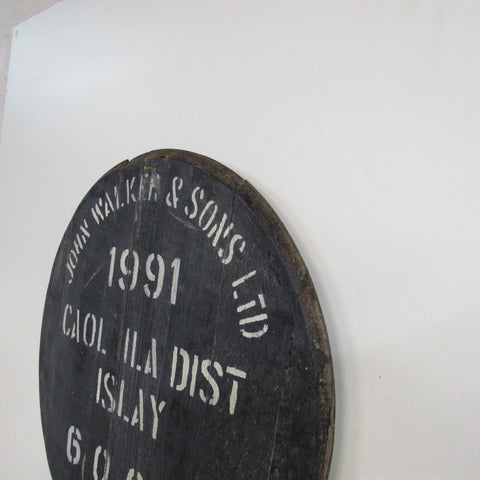 JOHN WALKER & SONS LTD
1991
CAOL ILA DIST
ISLAY